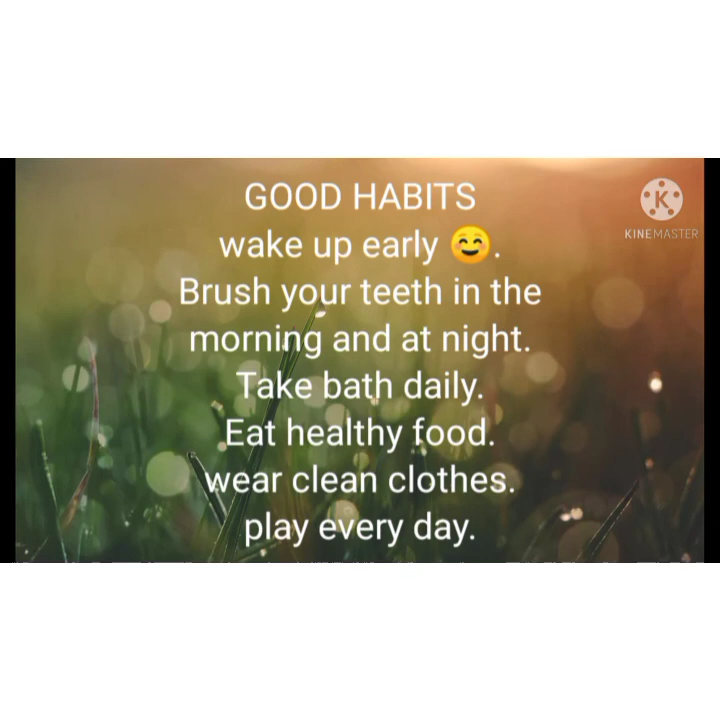 GOOD HABITS
wake up early 😊.
Brush your teeth in the
morning and at night.
Take bath daily.
Eat healthy food.
wear clean clothes.
play every day.
K
KINEMASTER